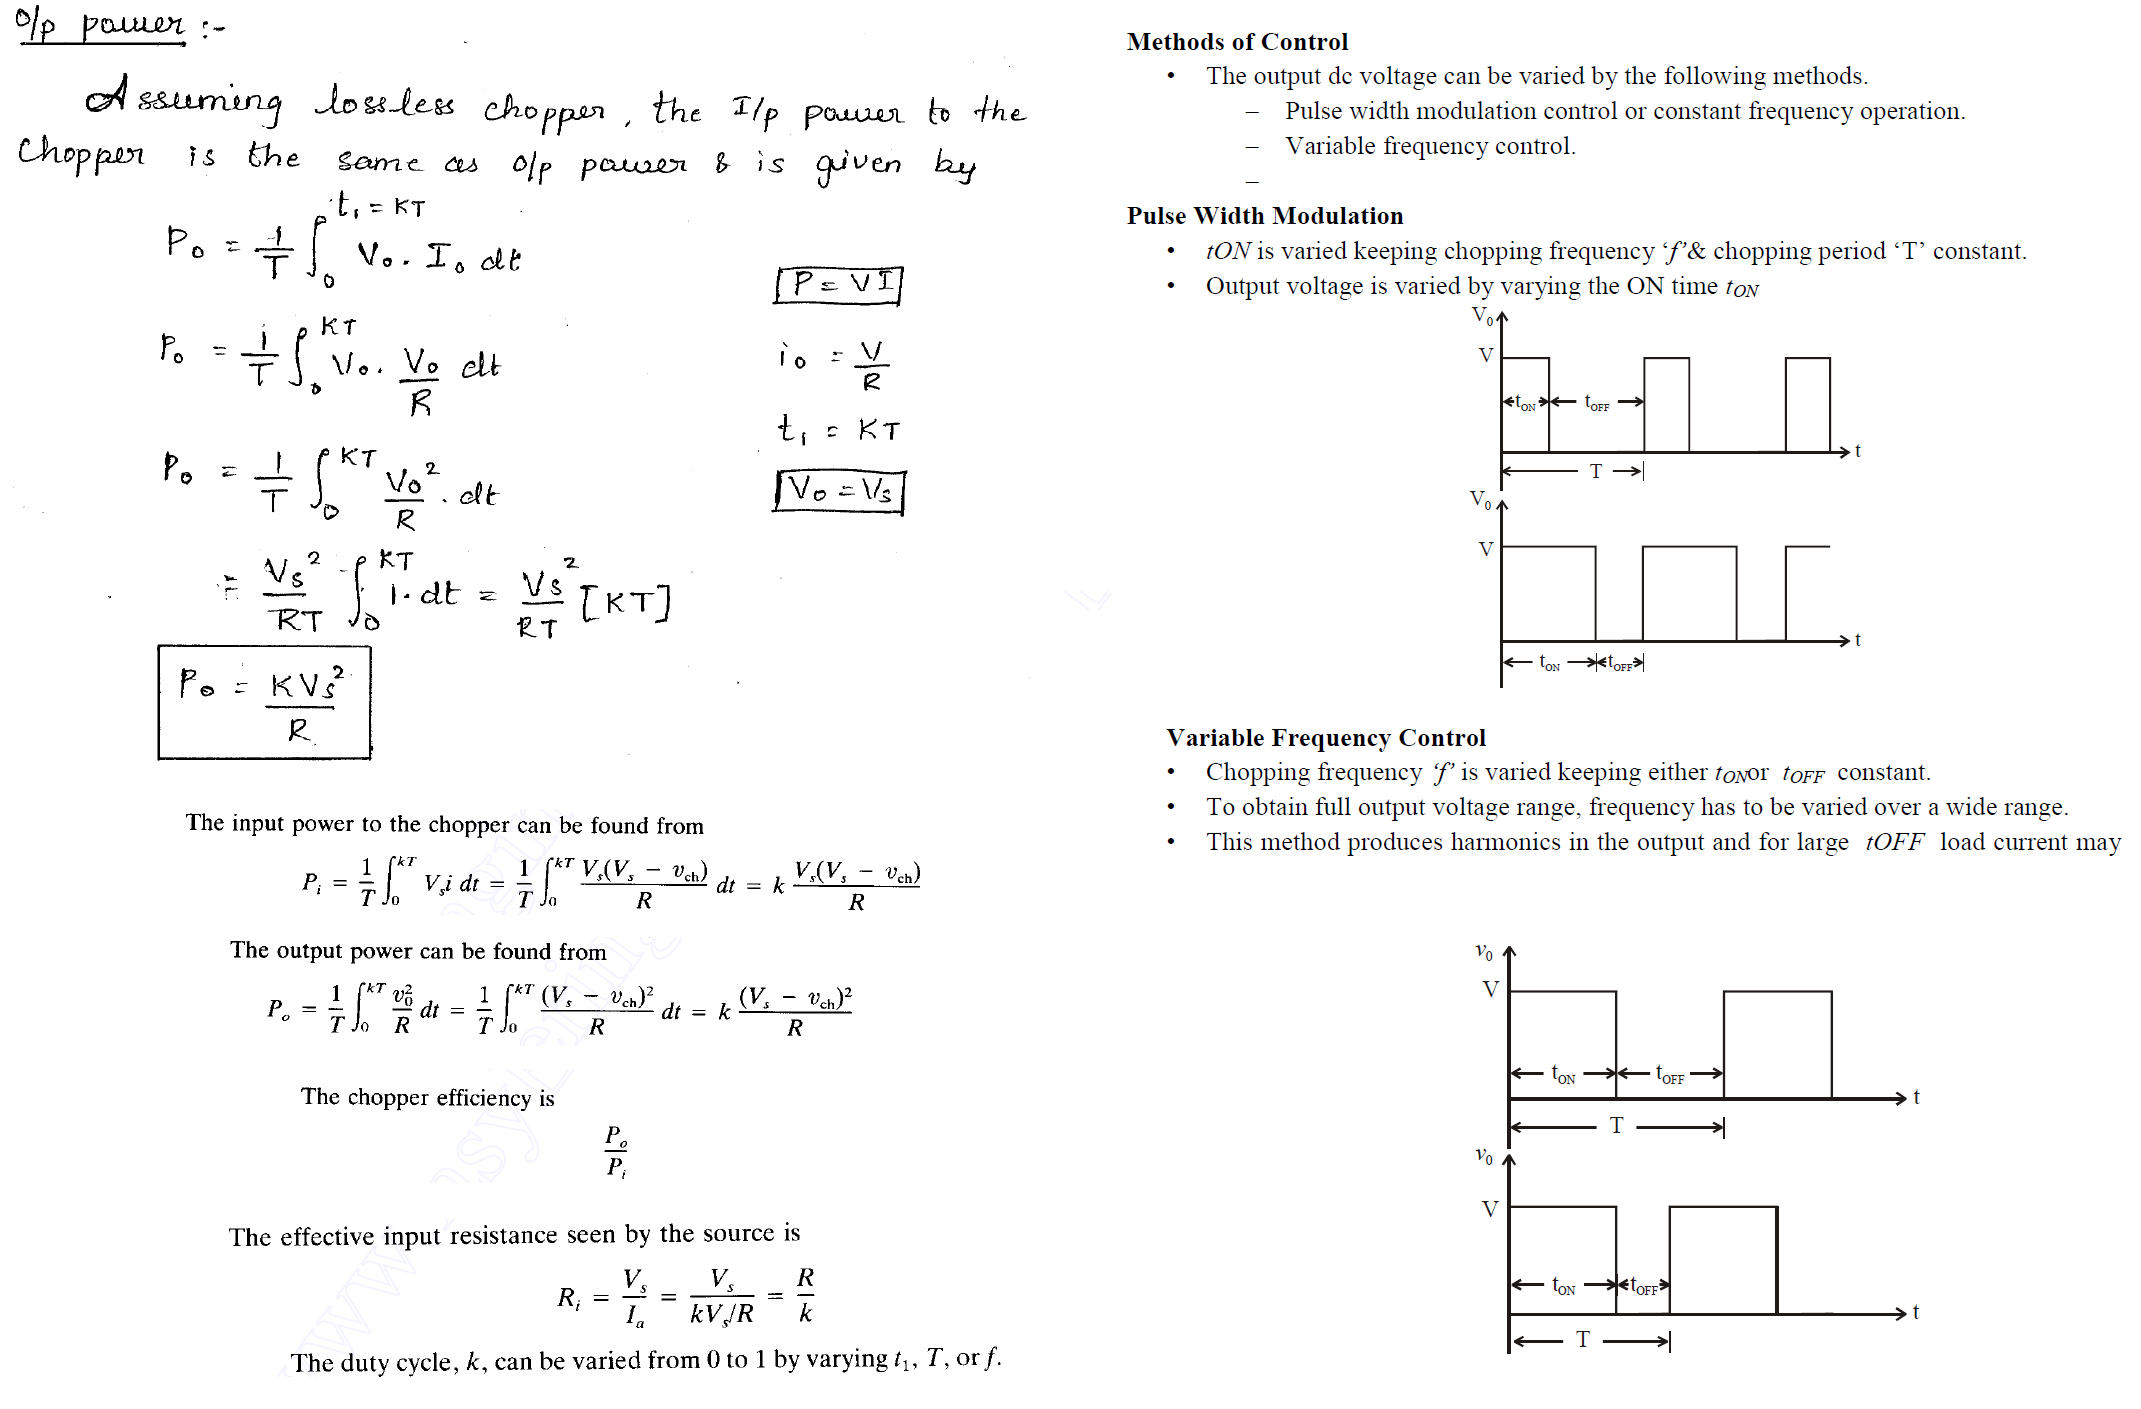 o/p power :-
Assuming lossless chopper, the I/p power to the
chopper is the same as o/p power & is given by
t₁ = KT
P₀ = 1/T ∫₀ V₀. I₀ dt
P = VI
P₀ = 1/T ∫₀^KT V₀. V₀/R dt
i₀ = V/R
t₁ = KT
P₀ = 1/T ∫₀^KT V₀²/R . dt
V₀ = Vs
= Vs²/RT ∫₀^KT 1. dt = Vs²/RT [KT]
P₀ = KVs²/R
The input power to the chopper can be found from
Pᵢ = 1/T ∫₀^kT Vₛi dt = 1/T ∫₀^kT Vₛ(Vₛ − v_ch)/R dt = k Vₛ(Vₛ − v_ch)/R
The output power can be found from
Pₒ = 1/T ∫₀^kT v₀²/R dt = 1/T ∫₀^kT (Vₛ − v_ch)²/R dt = k (Vₛ − v_ch)²/R
The chopper efficiency is
Pₒ/Pᵢ
The effective input resistance seen by the source is
Rᵢ = Vₛ/Iₐ = Vₛ/kVₛ/R = R/k
The duty cycle, k, can be varied from 0 to 1 by varying t₁, T, or f.
Methods of Control
• The output dc voltage can be varied by the following methods.
– Pulse width modulation control or constant frequency operation.
– Variable frequency control.
–
Pulse Width Modulation
• tON is varied keeping chopping frequency ‘f’& chopping period ‘T’ constant.
• Output voltage is varied by varying the ON time tON
V₀
V
tON tOFF
t
T
V₀
V
t
tON tOFF
Variable Frequency Control
• Chopping frequency ‘f’ is varied keeping either tONor tOFF constant.
• To obtain full output voltage range, frequency has to be varied over a wide range.
• This method produces harmonics in the output and for large tOFF load current may
v₀
V
tON tOFF
t
T
v₀
V
tON tOFF
t
T